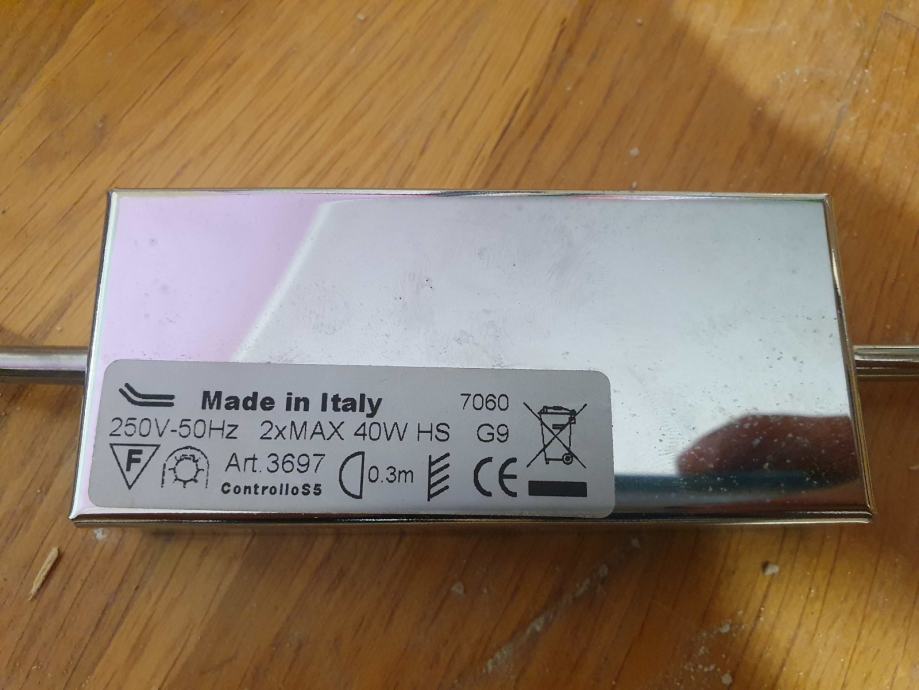 Made in Italy 7060
250V-50Hz 2xMAX 40W HS G9
F Art.3697 0.3m CE
ControlloS5